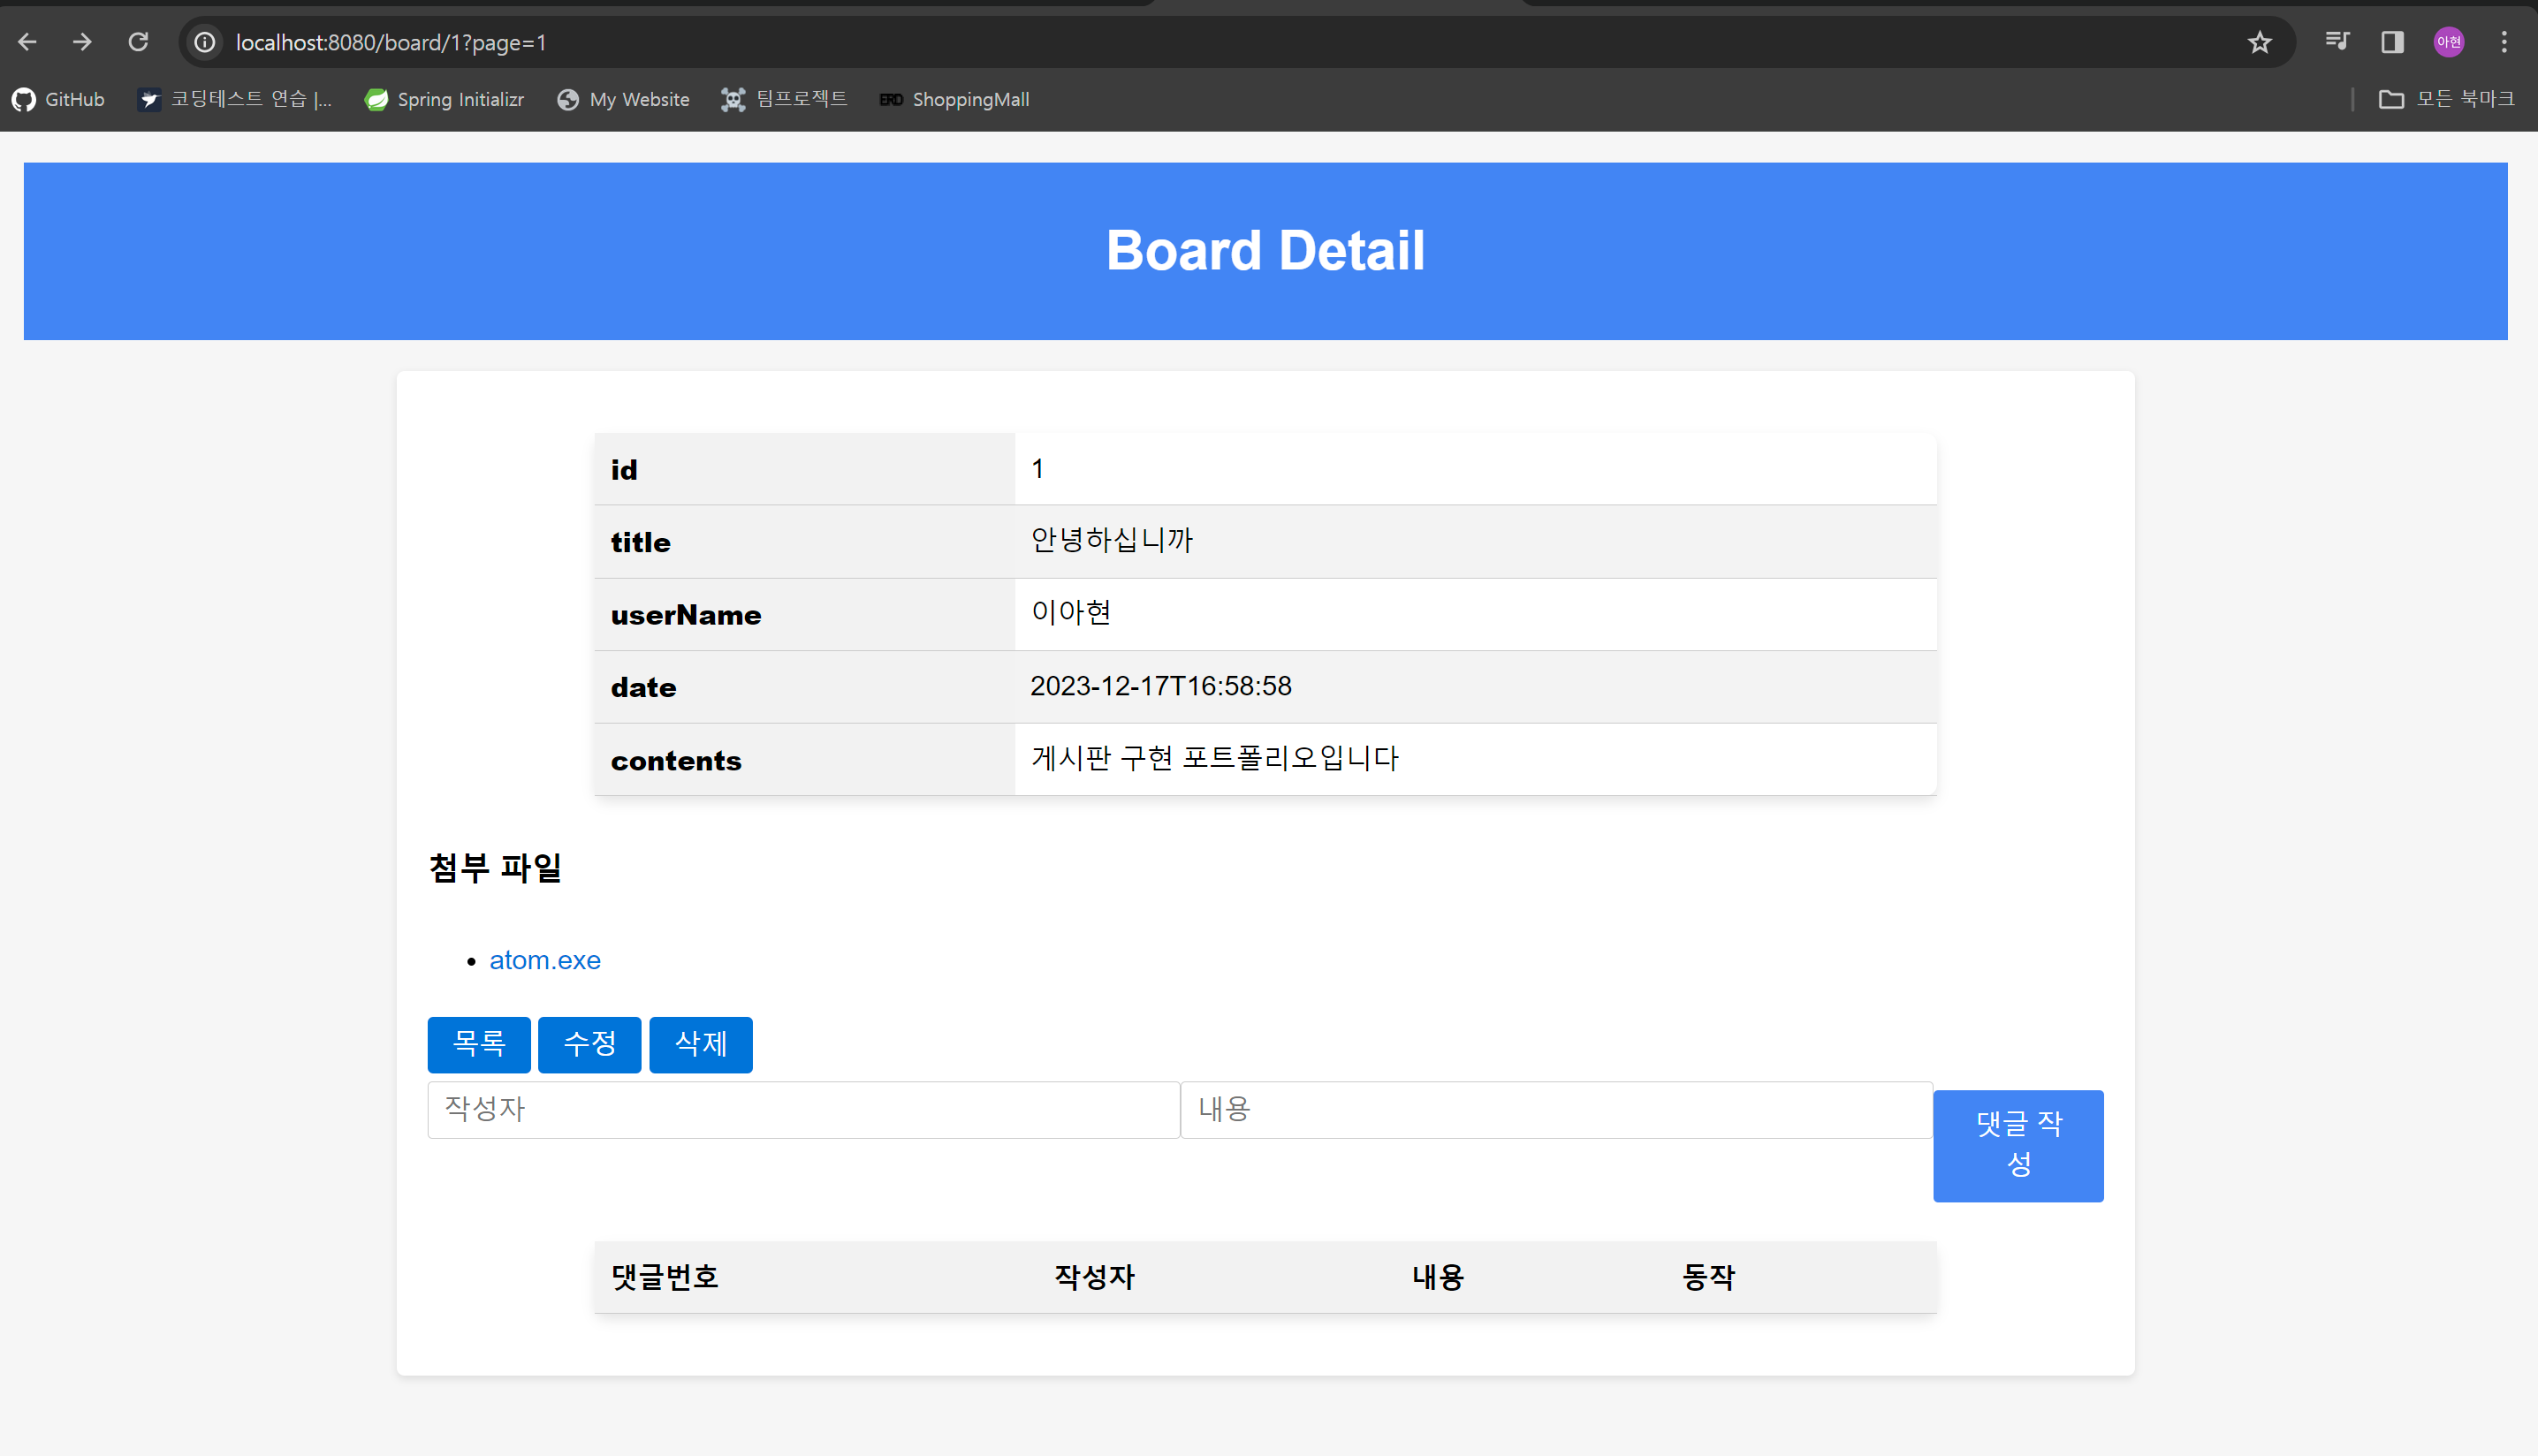 localhost:8080/board/1?page=1
아현
GitHub 코딩테스트 연습 |... Spring Initializr My Website 팀프로젝트 ERD ShoppingMall 모든 북마크
Board Detail
id 1
title 안녕하십니까
userName 이아현
date 2023-12-17T16:58:58
contents 게시판 구현 포트폴리오입니다
첨부 파일
atom.exe
목록 수정 삭제
작성자 내용 댓글 작
성
댓글번호 작성자 내용 동작